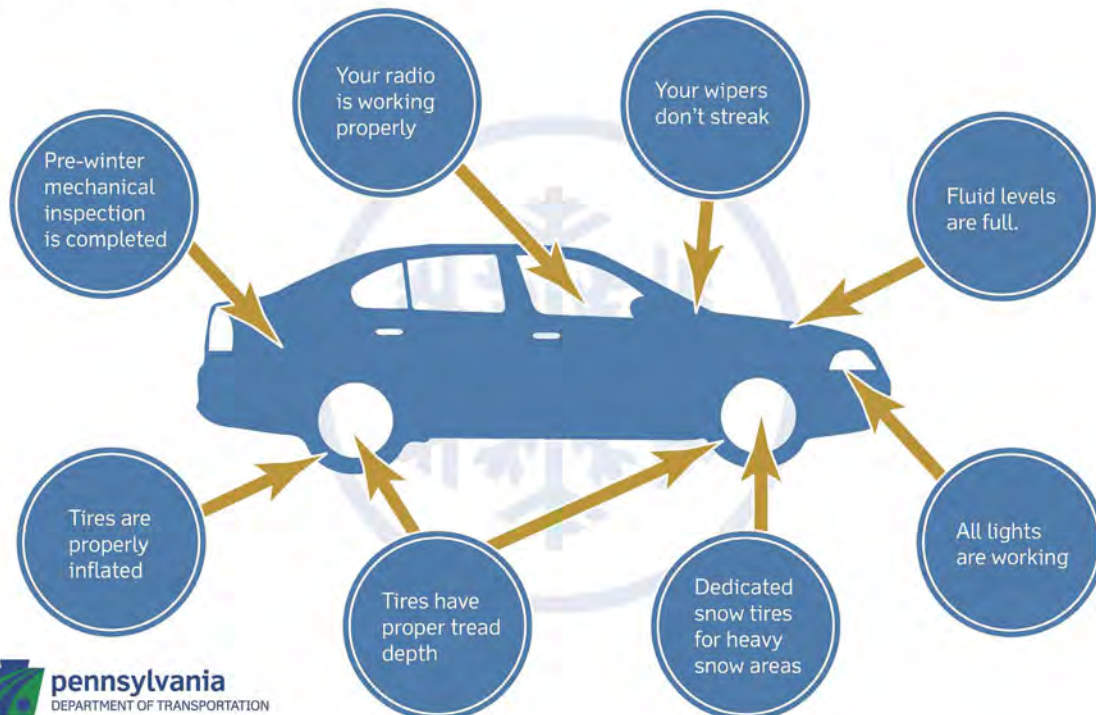 Your radio
is working
properly
Your wipers
don't streak
Pre-winter
mechanical
inspection
is completed
Fluid levels
are full.
Tires are
properly
inflated
Tires have
proper tread
depth
Dedicated
snow tires
for heavy
snow areas
All lights
are working
pennsylvania
DEPARTMENT OF TRANSPORTATION